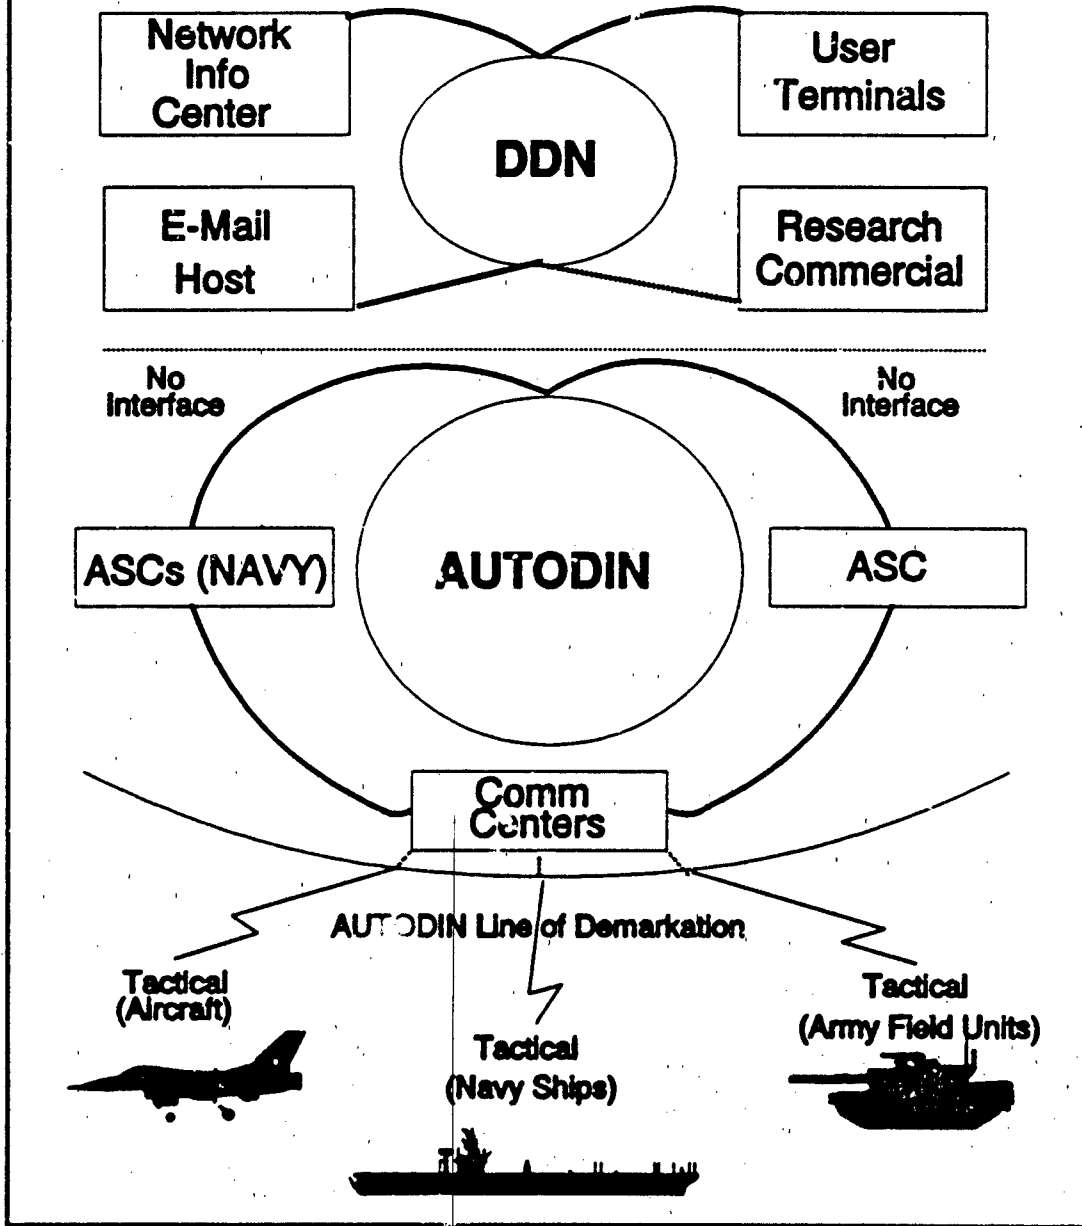 Network
Info
Center
User
Terminals
DDN
E-Mail
Host
Research
Commercial
No
Interface
No
Interface
ASCs (NAVY)
AUTODIN
ASC
Comm
Centers
AUTODIN Line of Demarkation
Tactical
(Aircraft)
Tactical
(Navy Ships)
Tactical
(Army Field Units)